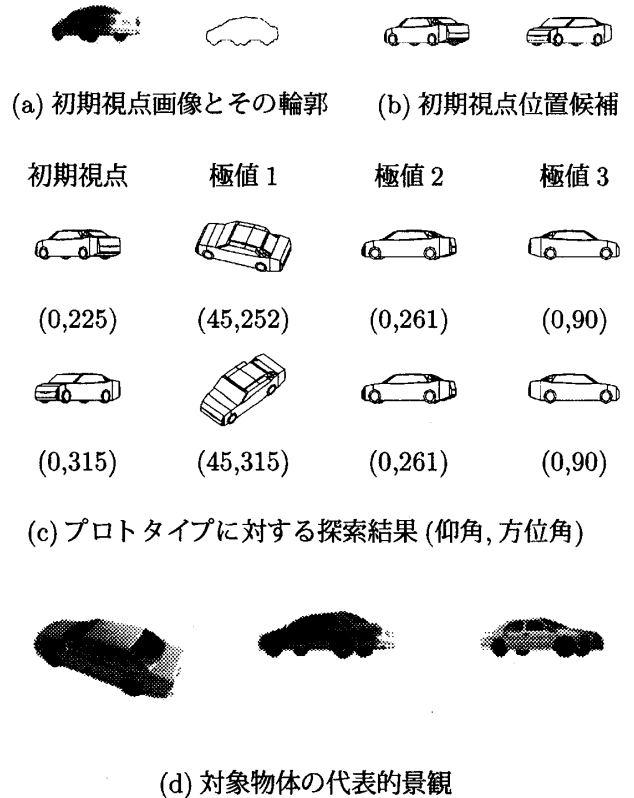 (a) 初期視点画像とその輪郭 (b) 初期視点位置候補
初期視点 極値 1 極値 2 極値 3
(0,225) (45,252) (0,261) (0,90)
(0,315) (45,315) (0,261) (0,90)
(c) プロトタイプに対する探索結果 (仰角, 方位角)
(d) 対象物体の代表的景観